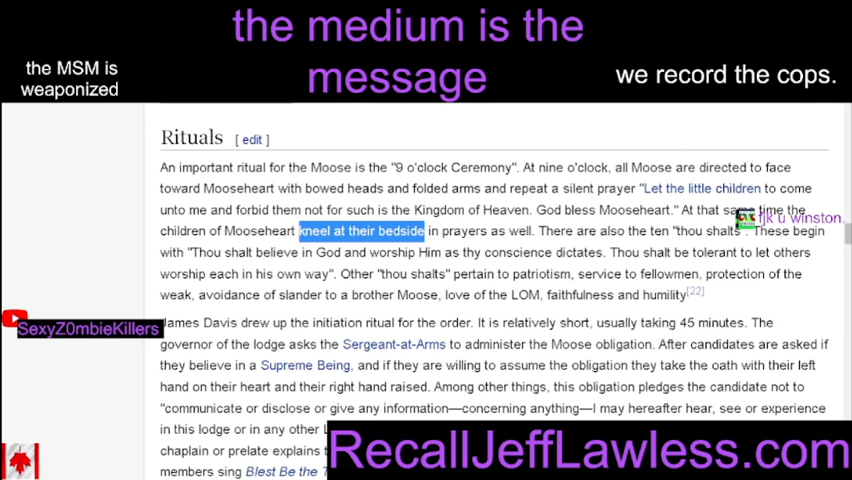 the medium is the
message
the MSM is
weaponized
we record the cops.
Rituals [ edit ]
An important ritual for the Moose is the "9 o'clock Ceremony". At nine o'clock, all Moose are directed to face
toward Mooseheart with bowed heads and folded arms and repeat a silent prayer "Let the little children to come
unto me and forbid them not for such is the Kingdom of Heaven. God bless Mooseheart." At that same time the
fjk u winston.
children of Mooseheart kneel at their bedside in prayers as well. There are also the ten "thou shalts". These begin
with "Thou shalt believe in God and worship Him as thy conscience dictates. Thou shalt be tolerant to let others
worship each in his own way". Other "thou shalts" pertain to patriotism, service to fellowmen, protection of the
weak, avoidance of slander to a brother Moose, love of the LOM, faithfulness and humility[22]
SexyZ0mbieKillers
James Davis drew up the initiation ritual for the order. It is relatively short, usually taking 45 minutes. The
governor of the lodge asks the Sergeant-at-Arms to administer the Moose obligation. After candidates are asked if
they believe in a Supreme Being, and if they are willing to assume the obligation they take the oath with their left
hand on their heart and their right hand raised. Among other things, this obligation pledges the candidate not to
"communicate or disclose or give any information—concerning anything—I may hereafter hear, see or experience
in this lodge or in any other
chaplain or prelate explains
members sing Blest Be the
RecallJeffLawless.com